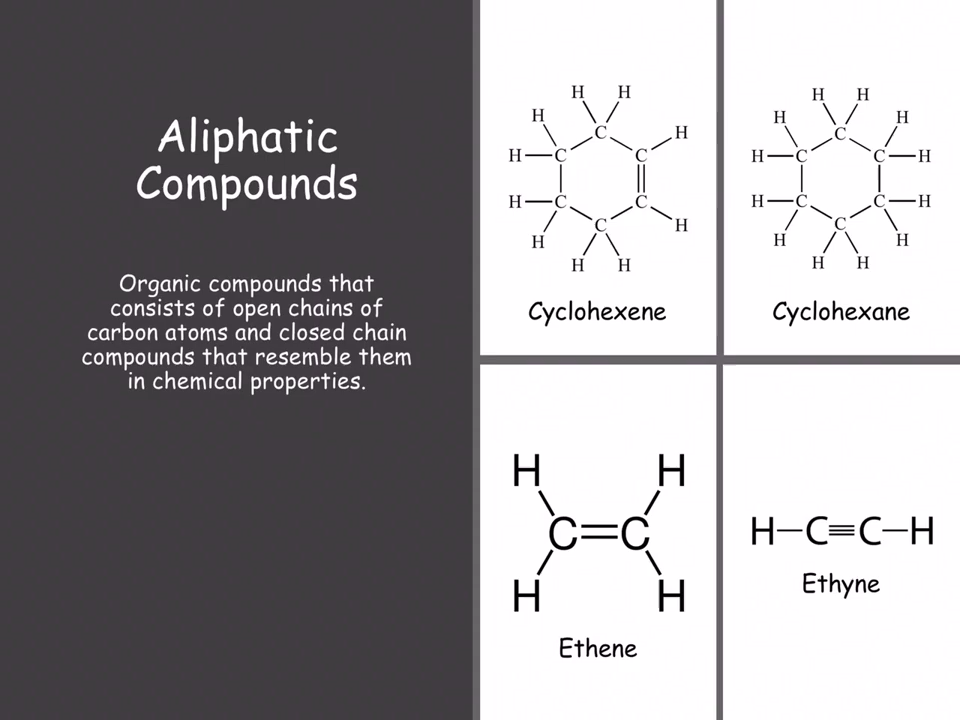 Aliphatic
Compounds
Organic compounds that
consists of open chains of
carbon atoms and closed chain
compounds that resemble them
in chemical properties.
H H
H C H
H C C
H C C
H C H
H H
Cyclohexene
H H
H C H
H C C H
H C C H
H C H
H H
Cyclohexane
H H
C=C
H H
Ethene
H–C≡C–H
Ethyne